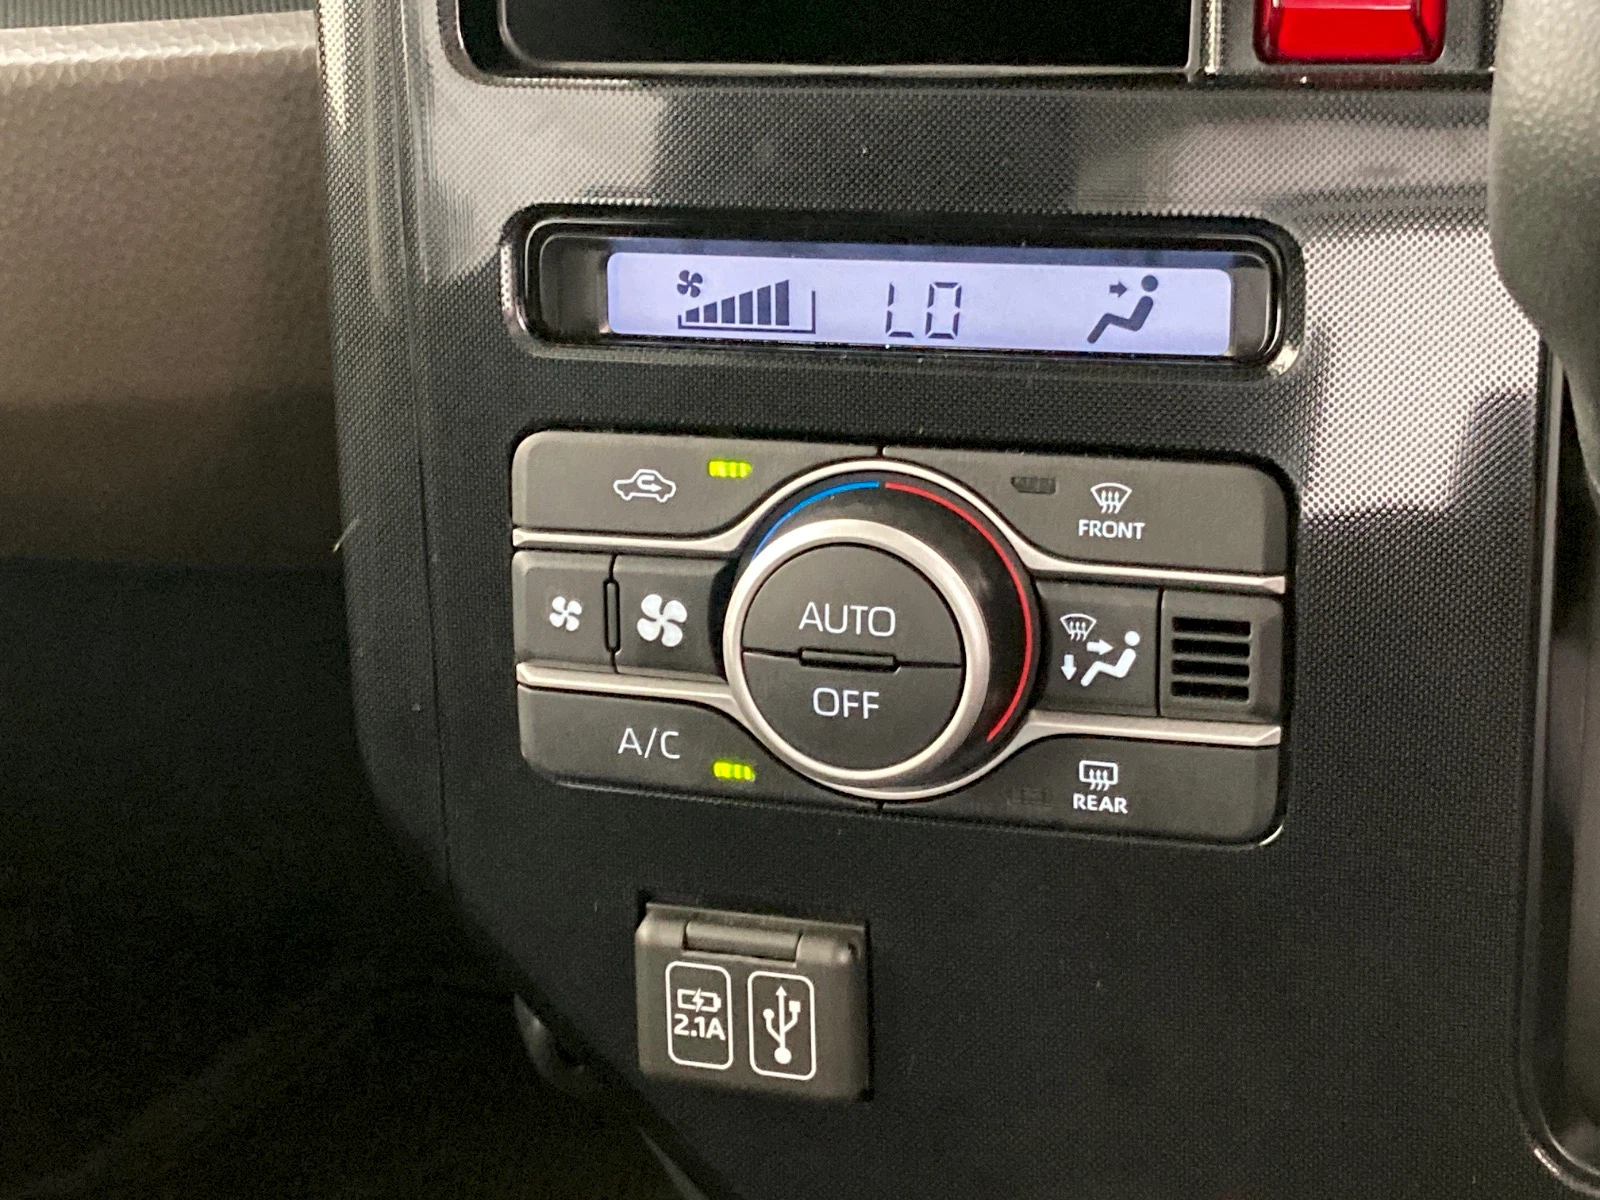 LO
FRONT
AUTO
OFF
A/C
REAR
2.1A